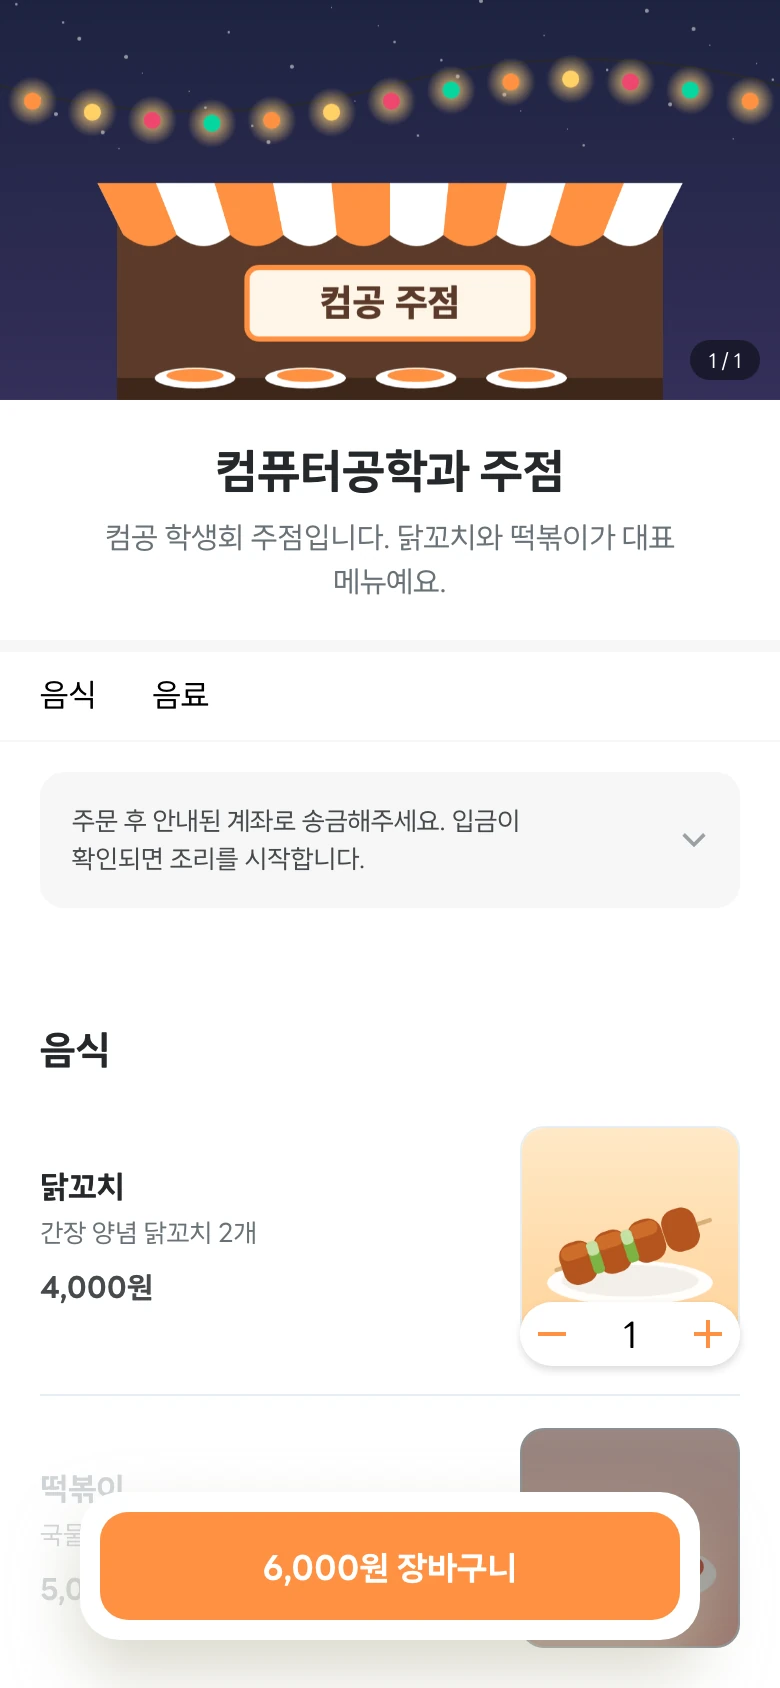 컴공 주점
1 / 1
컴퓨터공학과 주점
컴공 학생회 주점입니다. 닭꼬치와 떡볶이가 대표
메뉴예요.
음식
음료
주문 후 안내된 계좌로 송금해주세요. 입금이
확인되면 조리를 시작합니다.
음식
닭꼬치
간장 양념 닭꼬치 2개
4,000원
1
떡볶이
6,000원 장바구니